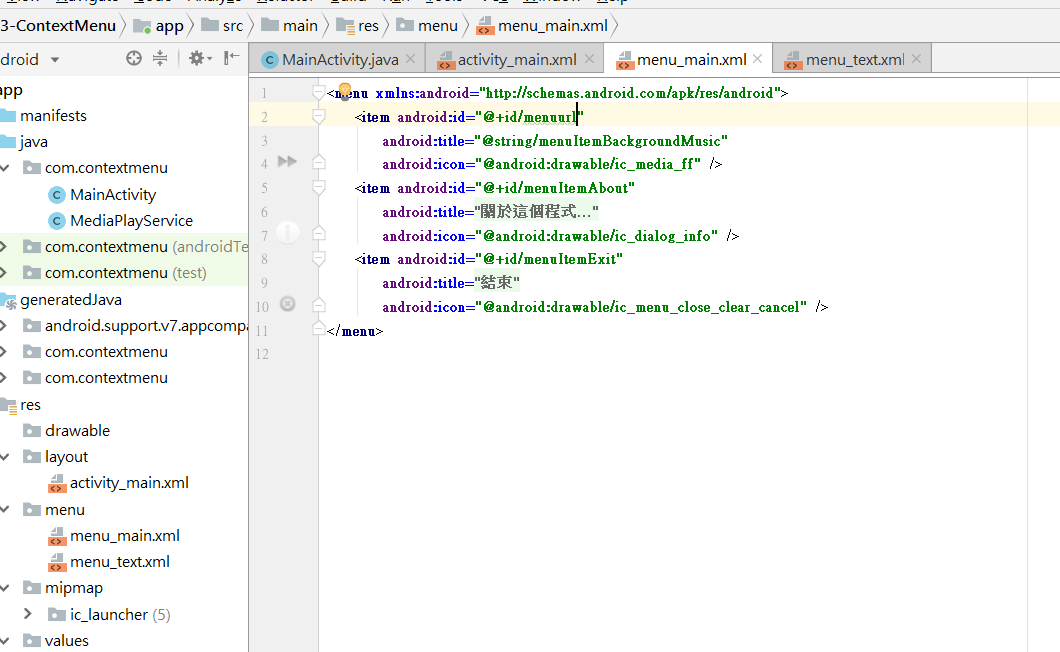 3-ContextMenu app src main res menu menu_main.xml
droid
MainActivity.java activity_main.xml menu_main.xml menu_text.xml
app
manifests
java
com.contextmenu
MainActivity
MediaPlayService
com.contextmenu (androidTe
com.contextmenu (test)
generatedJava
android.support.v7.appcompa
com.contextmenu
com.contextmenu
res
drawable
layout
activity_main.xml
menu
menu_main.xml
menu_text.xml
mipmap
ic_launcher (5)
values
1 <menu xmlns:android="http://schemas.android.com/apk/res/android">
2 <item android:id="@+id/menuurl"
3 android:title="@string/menuItemBackgroundMusic"
4 android:icon="@android:drawable/ic_media_ff" />
5 <item android:id="@+id/menuItemAbout"
6 android:title="關於這個程式..."
7 android:icon="@android:drawable/ic_dialog_info" />
8 <item android:id="@+id/menuItemExit"
9 android:title="結束"
10 android:icon="@android:drawable/ic_menu_close_clear_cancel" />
11 </menu>
12